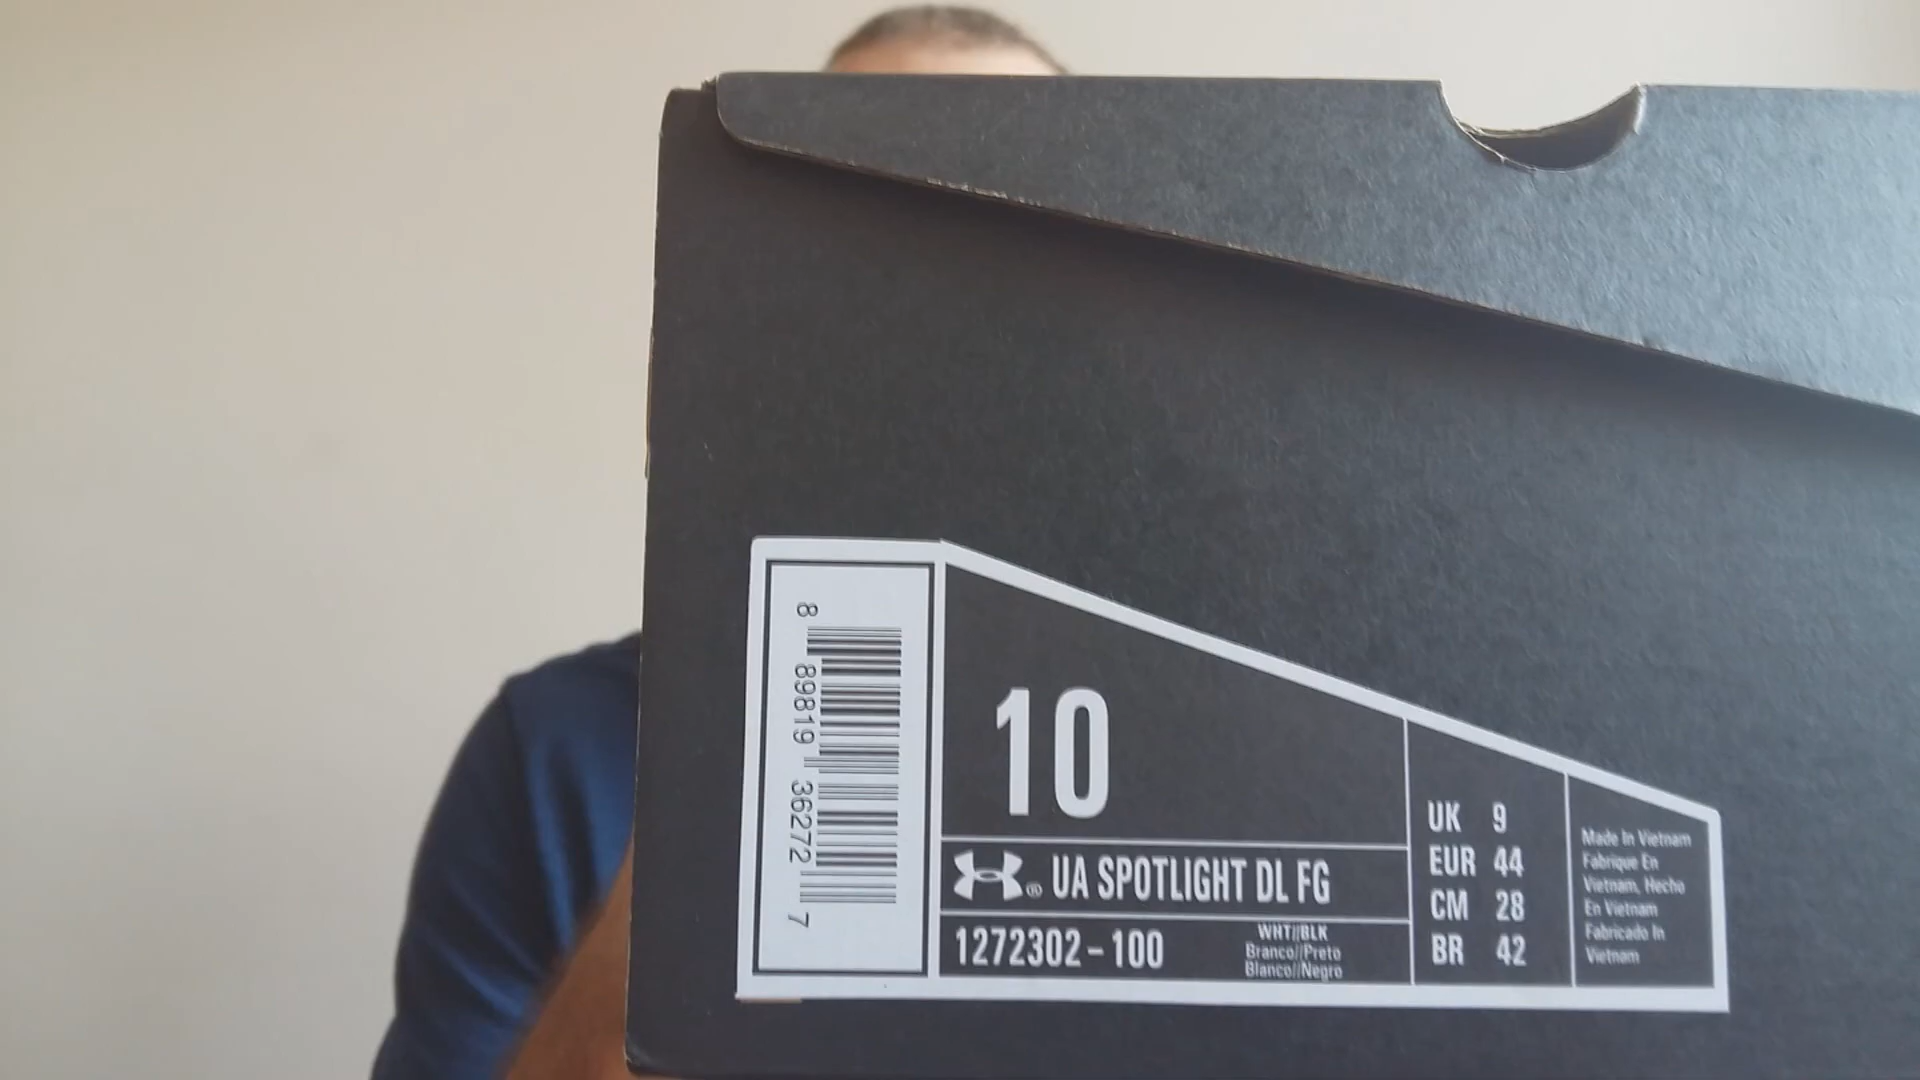 8 89819 36272 7
10
® UA SPOTLIGHT DL FG
1272302-100
WHT//BLK
Branco//Preto
Blanco//Negro
UK 9
EUR 44
CM 28
BR 42
Made In Vietnam
Fabrique En
Vietnam, Hecho
En Vietnam
Fabricado In
Vietnam